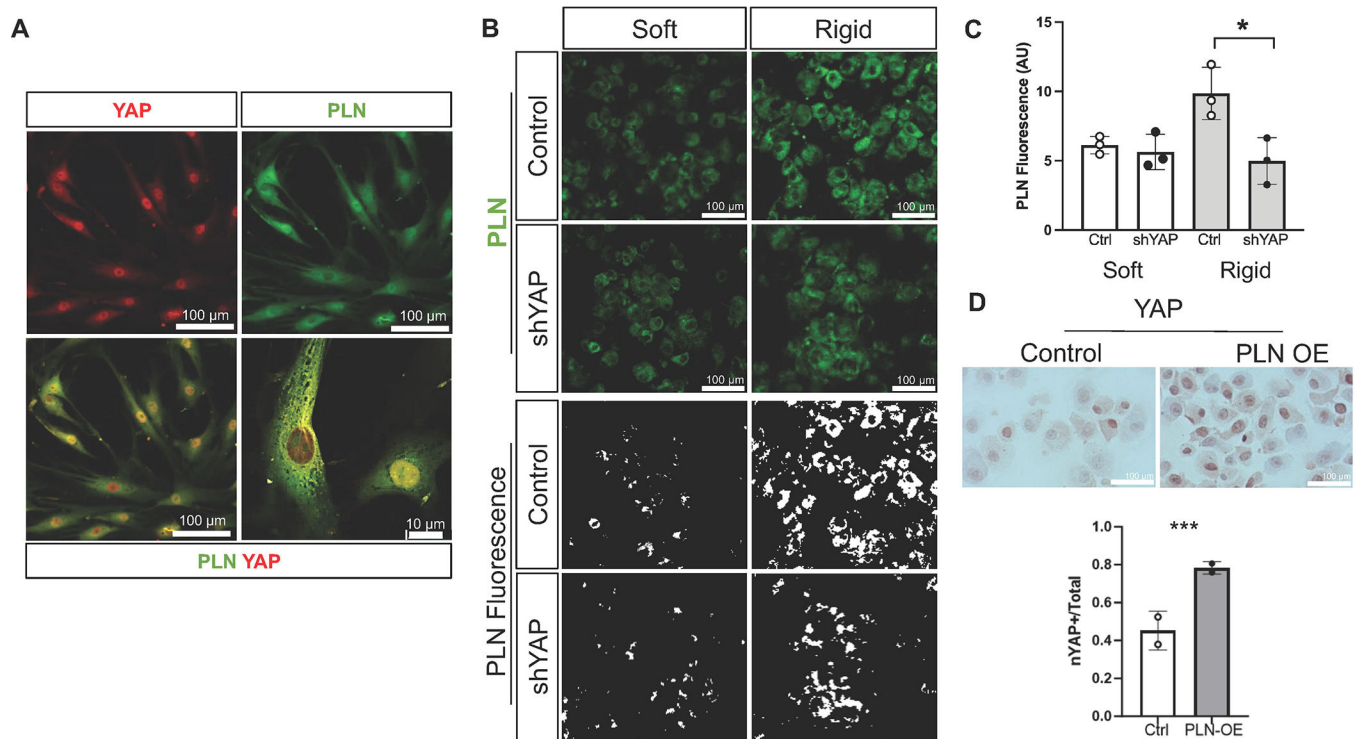 A
YAP
PLN
100 µm
100 µm
100 µm
10 µm
PLN YAP
B
Soft
Rigid
PLN
Control
100 µm
100 µm
shYAP
100 µm
100 µm
PLN Fluorescence
Control
shYAP
C
PLN Fluorescence (AU)
15
10
5
0
*
Ctrl
shYAP
Ctrl
shYAP
Soft
Rigid
D
YAP
Control
PLN OE
100 µm
100 µm
nYAP+/Total
1.0
0.8
0.6
0.4
0.2
0.0
***
Ctrl
PLN-OE